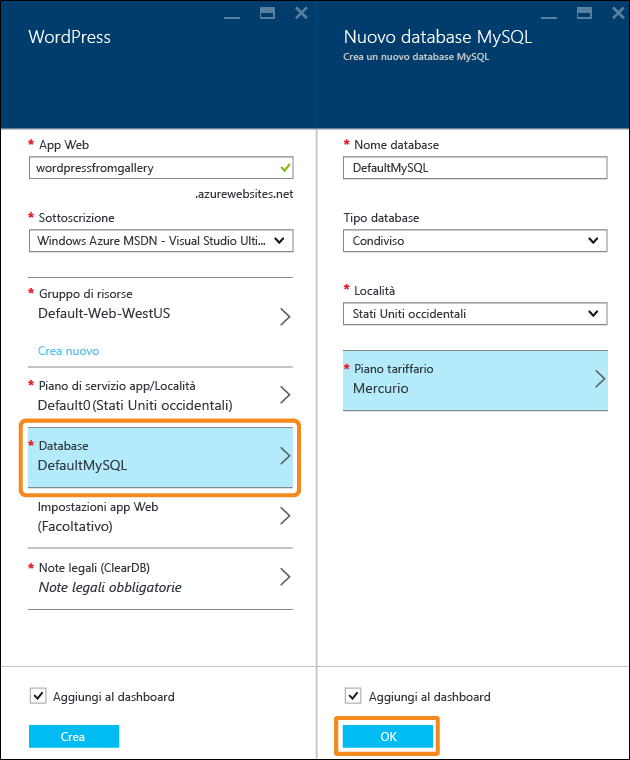 WordPress
* App Web
wordpressfromgallery
.azurewebsites.net
* Sottoscrizione
Windows Azure MSDN - Visual Studio Ulti...
* Gruppo di risorse
Default-Web-WestUS
Crea nuovo
* Piano di servizio app/Località
Default0(Stati Uniti occidentali)
* Database
DefaultMySQL
Impostazioni app Web
(Facoltativo)
* Note legali (ClearDB)
Note legali obbligatorie
Aggiungi al dashboard
Crea
Nuovo database MySQL
Crea un nuovo database MySQL
* Nome database
DefaultMySQL
Tipo database
Condiviso
* Località
Stati Uniti occidentali
* Piano tariffario
Mercurio
Aggiungi al dashboard
OK